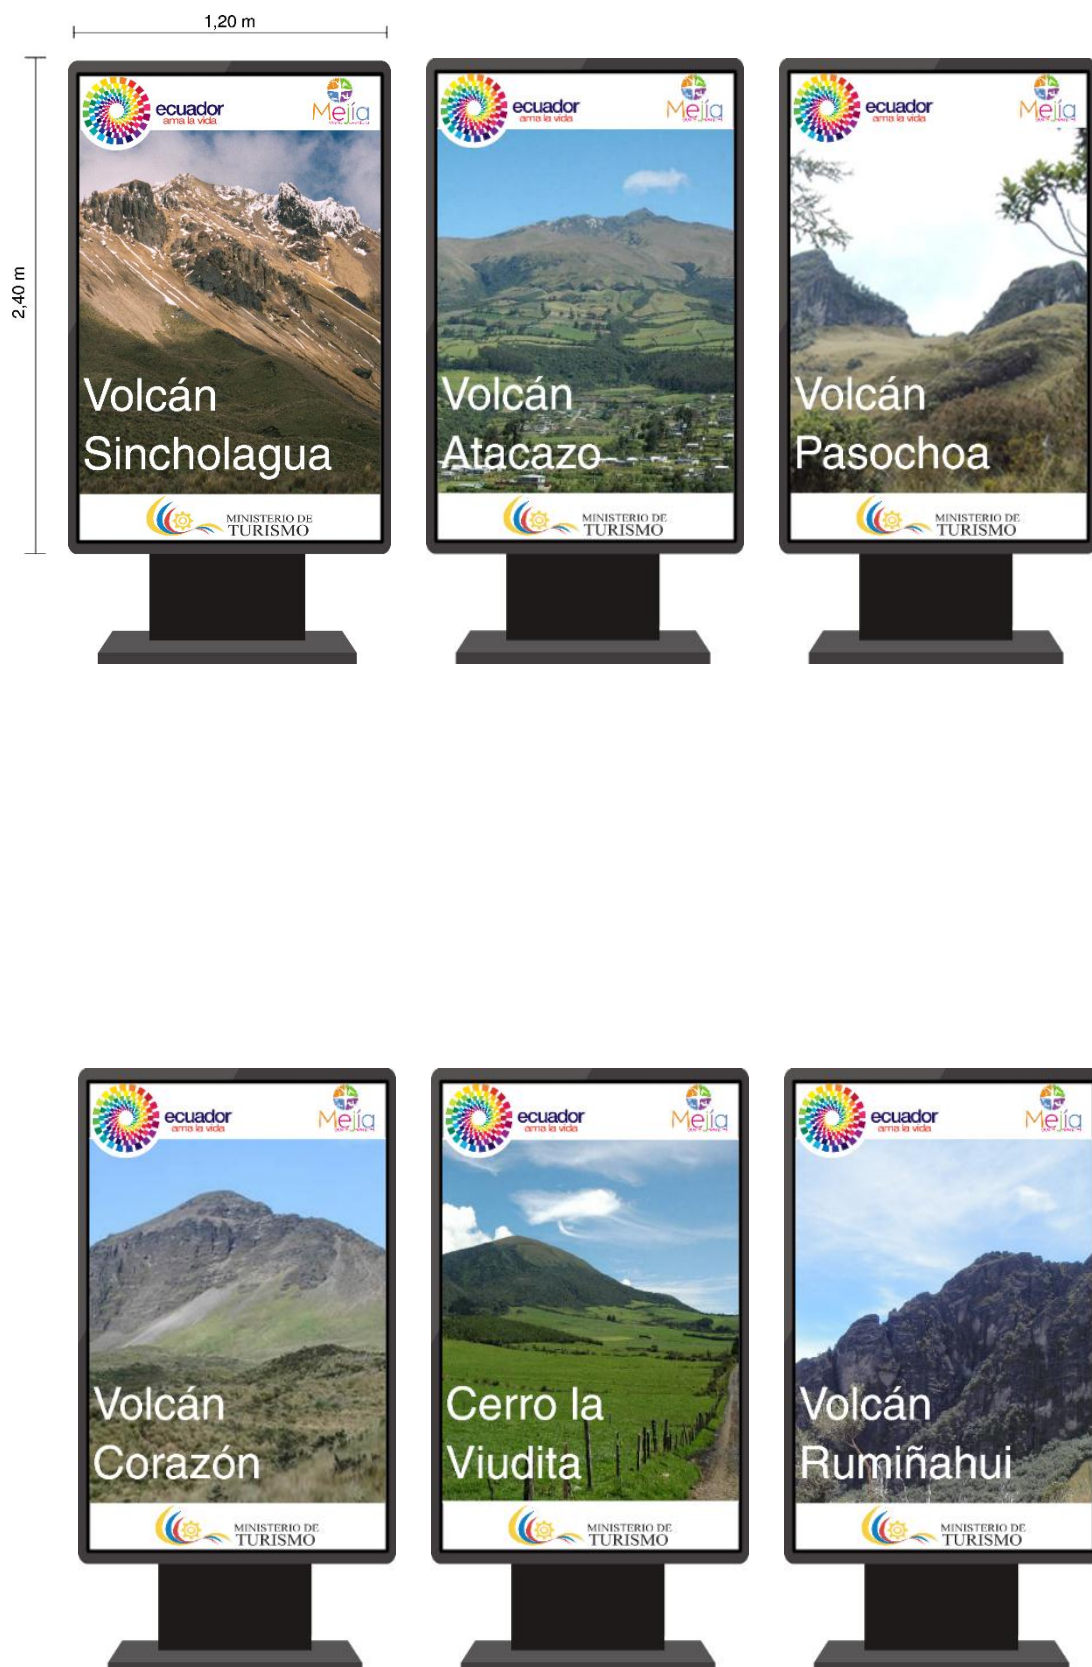 1,20 m
2,40 m
ecuador
ama la vida
Mejía
Volcán
Sincholagua
MINISTERIO DE
TURISMO
ecuador
ama la vida
Mejía
Volcán
Atacazo
MINISTERIO DE
TURISMO
ecuador
ama la vida
Mejía
Volcán
Pasochoa
MINISTERIO DE
TURISMO
ecuador
ama la vida
Mejía
Volcán
Corazón
MINISTERIO DE
TURISMO
ecuador
ama la vida
Mejía
Cerro la
Viudita
MINISTERIO DE
TURISMO
ecuador
ama la vida
Mejía
Volcán
Rumiñahui
MINISTERIO DE
TURISMO